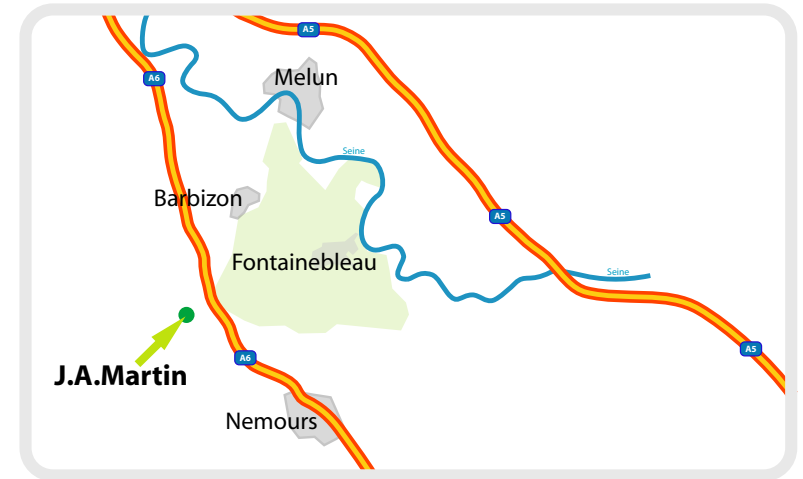 A5
Melun
A6
Seine
Barbizon
A5
Fontainebleau
Seine
A5
A6
J.A.Martin
Nemours